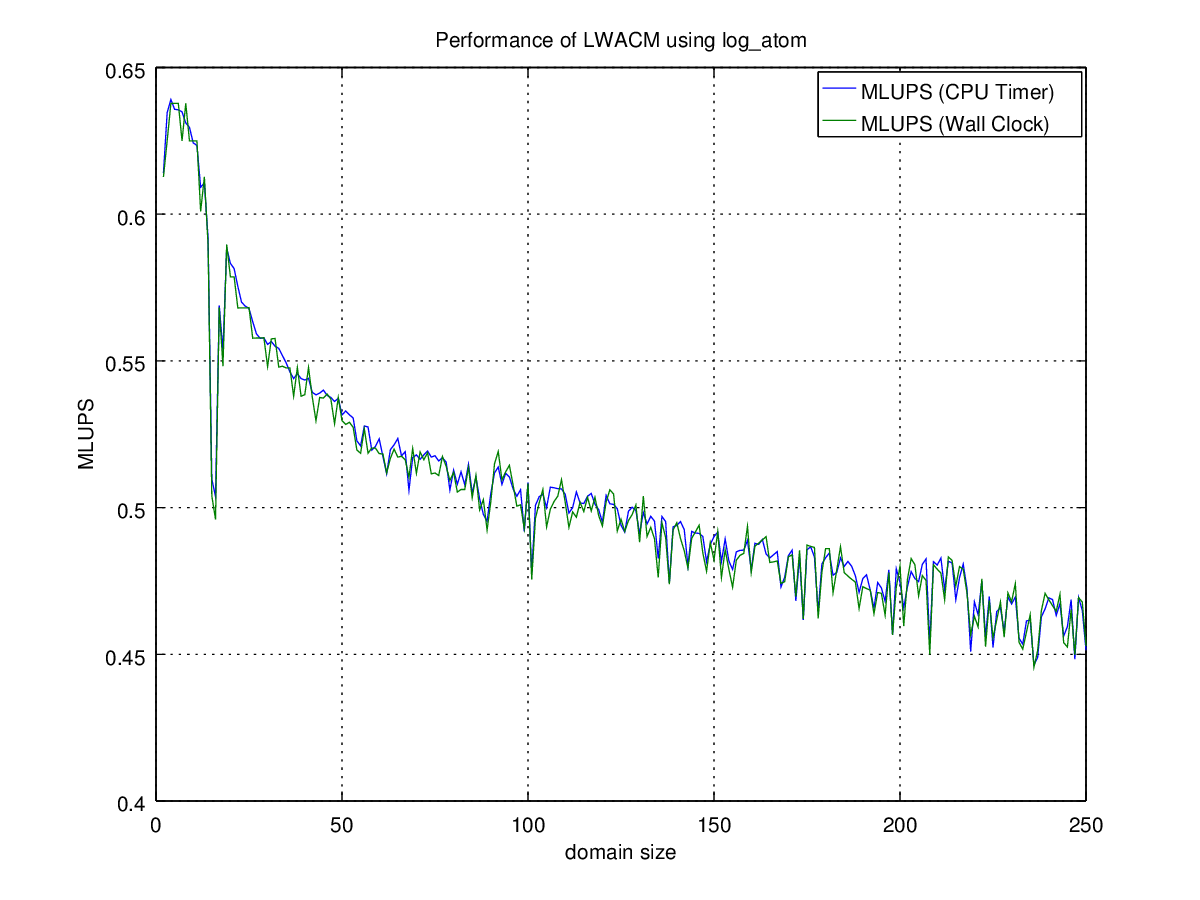 Performance of LWACM using log_atom
MLUPS (CPU Timer)
MLUPS (Wall Clock)
0.65
0.6
0.55
0.5
0.45
0.4
MLUPS
0 50 100 150 200 250
domain size